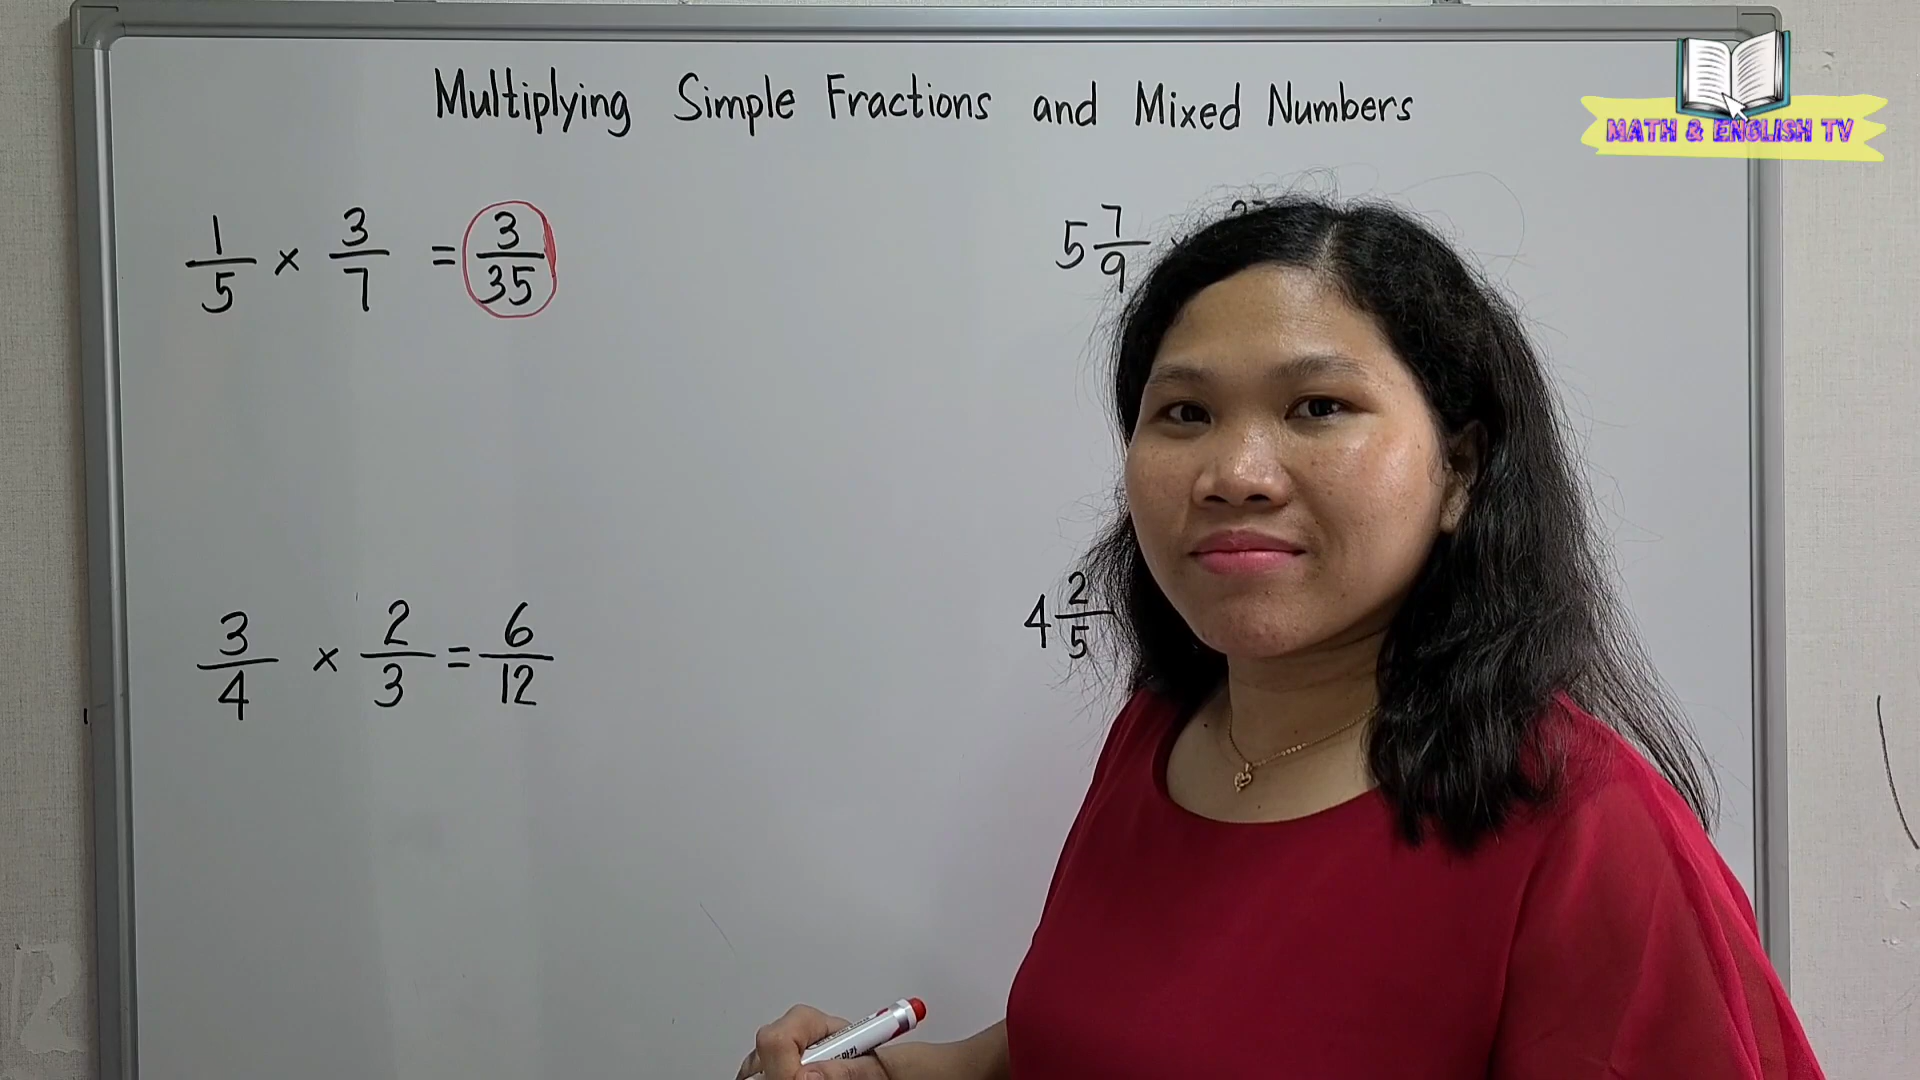 Multiplying Simple Fractions and Mixed Numbers
MATH & ENGLISH TV
1/5 × 3/7 = 3/35
5 7/9
3/4 × 2/3 = 6/12
4 2/5